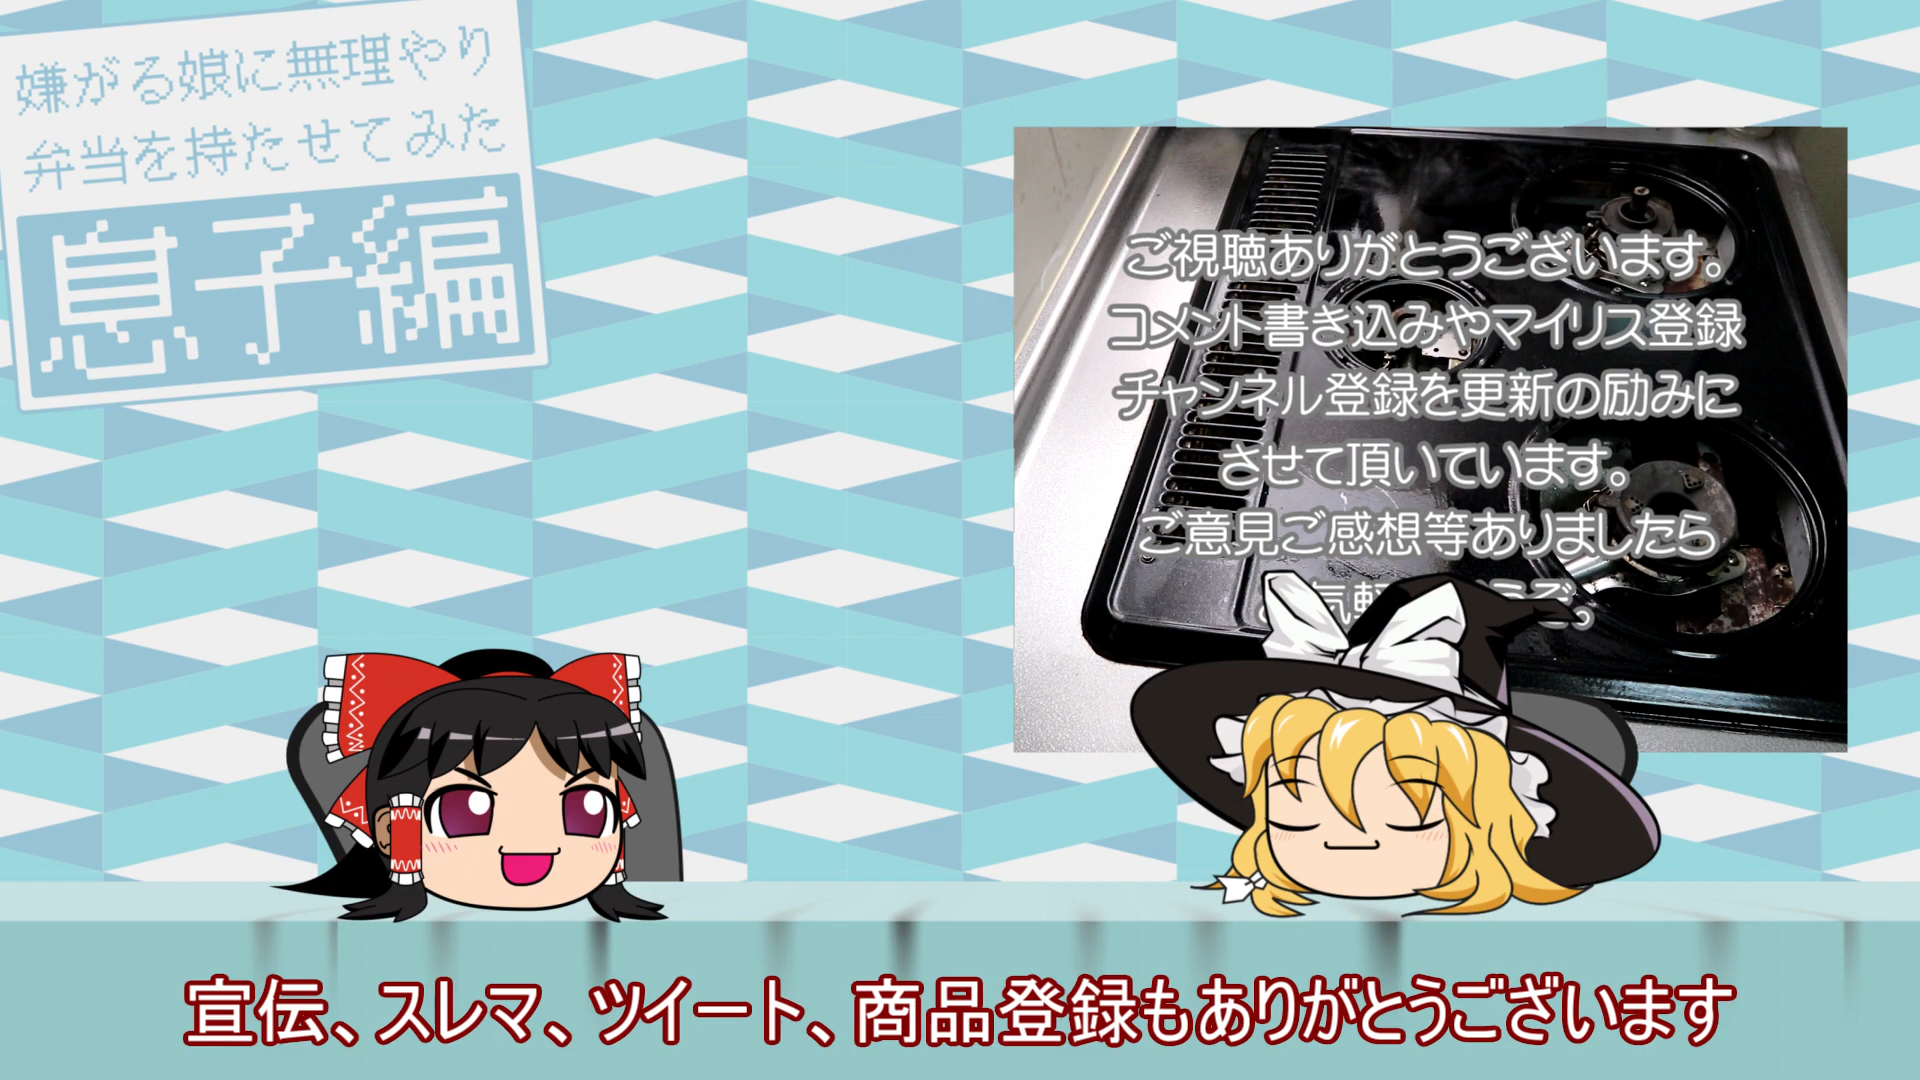 嫌がる娘に無理やり
弁当を持たせてみた
息子編
ご視聴ありがとうございます。
コメント書き込みやマイリス登録
チャンネル登録を更新の励みに
させて頂いています。
ご意見ご感想等ありましたら
宣伝、スレマ、ツイート、商品登録もありがとうございます